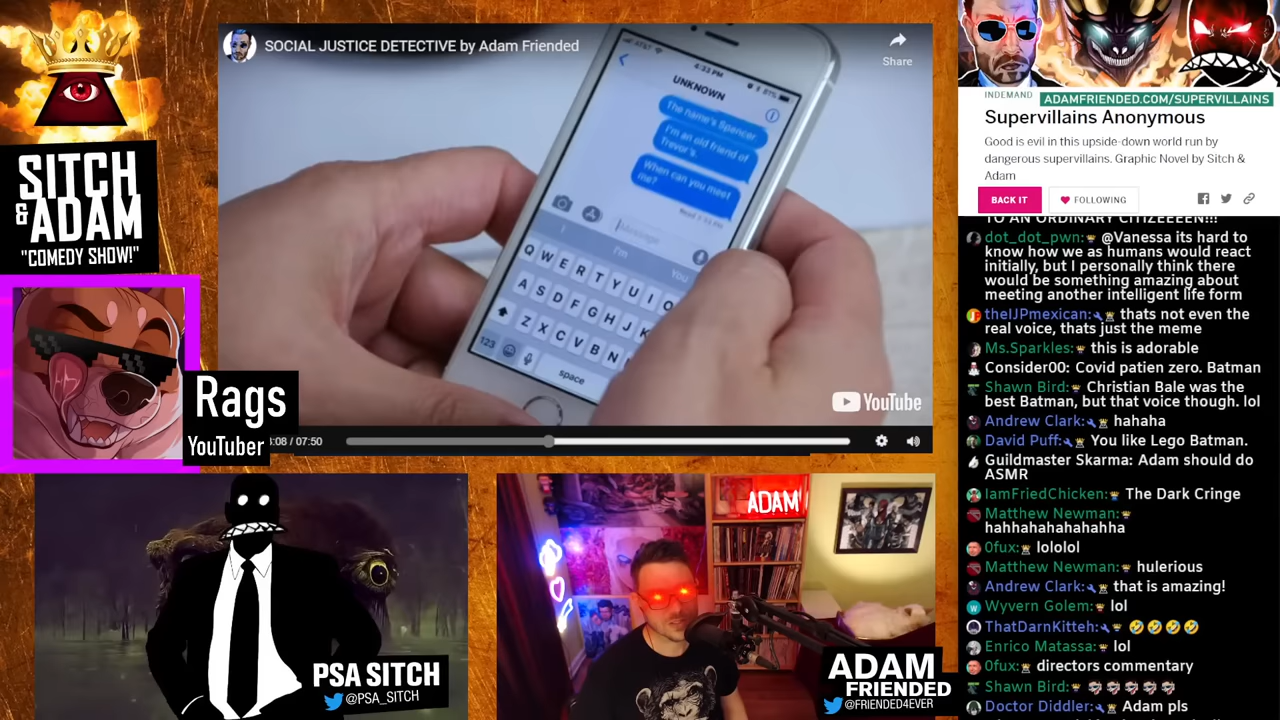 SITCH
& ADAM
"COMEDY SHOW!"
SOCIAL JUSTICE DETECTIVE by Adam Friended
Share
AT&T
4:33 PM
UNKNOWN
The name's Spencer
I'm an old friend of
Trevor's.
When can you meet
me?
I'm
You
Q W E R T Y U I O
A S D F G H J K
Z X C V B N
123
space
YouTube
:08 / 07:50
Rags
YouTuber
PSA SITCH
@PSA_SITCH
ADAM
ADAM
FRIENDED
@FRIENDED4EVER
INDEMAND
ADAMFRIENDED.COM/SUPERVILLAINS
Supervillains Anonymous
Good is evil in this upside-down world run by
dangerous supervillains. Graphic Novel by Sitch &
Adam
BACK IT
FOLLOWING
TO AN ORDINARY CITIZEEEEN!!!
dot_dot_pwn: @Vanessa its hard to
know how we as humans would react
initially, but I personally think there
would be something amazing about
meeting another intelligent life form
theIJPmexican: thats not even the
real voice, thats just the meme
Ms.Sparkles: this is adorable
Consider00: Covid patien zero. Batman
Shawn Bird: Christian Bale was the
best Batman, but that voice though. lol
Andrew Clark: hahaha
David Puff: You like Lego Batman.
Guildmaster Skarma: Adam should do
ASMR
IamFriedChicken: The Dark Cringe
Matthew Newman:
hahhahahahahahha
0fux: lololol
Matthew Newman: hulerious
Andrew Clark: that is amazing!
Wyvern Golem: lol
ThatDarnKitteh: 🤣🤣🤣🤣
Enrico Matassa: lol
0fux: directors commentary
Shawn Bird:
Doctor Diddler: Adam pls